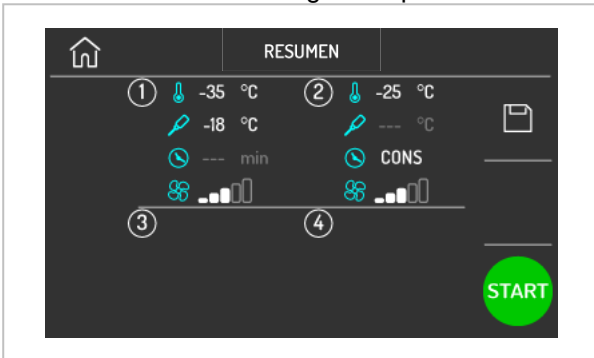 RESUMEN
1 -35 °C 2 -25 °C
-18 °C --- °C
--- min CONS
3 4
START